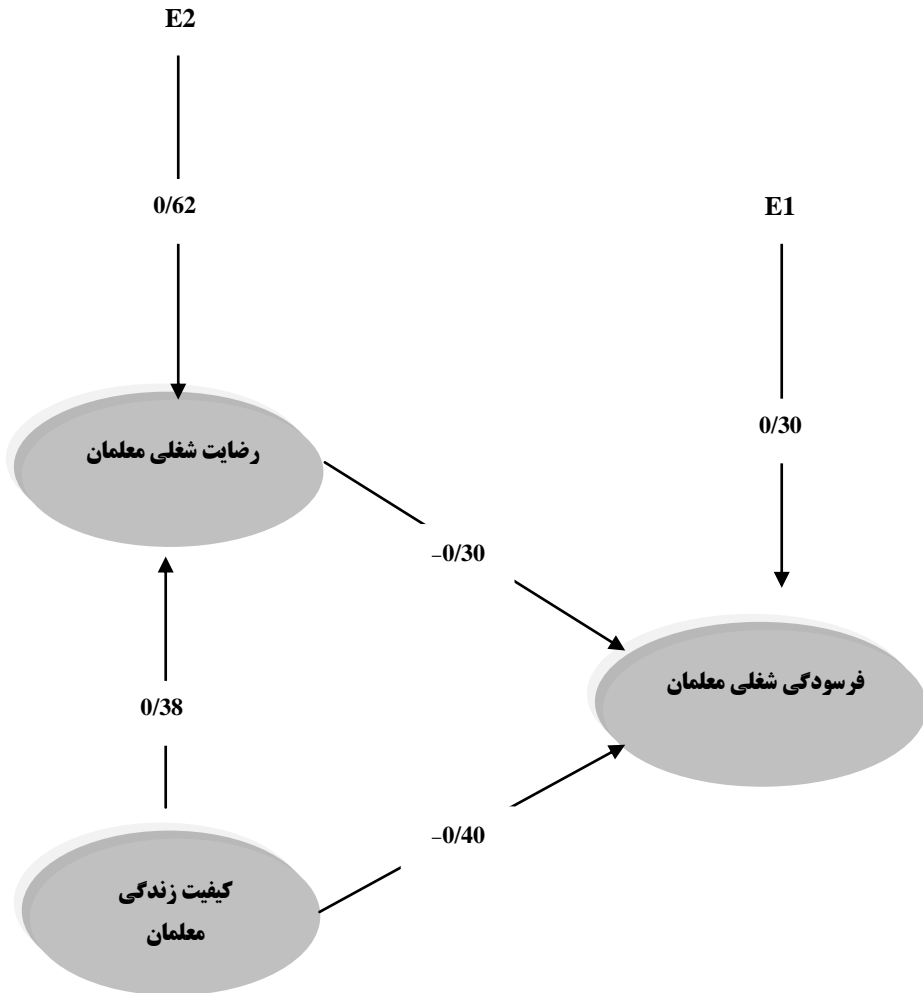 E2
0/62
E1
0/30
رضایت شغلی معلمان
–0/30
فرسودگی شغلی معلمان
0/38
–0/40
کیفیت زندگی
معلمان